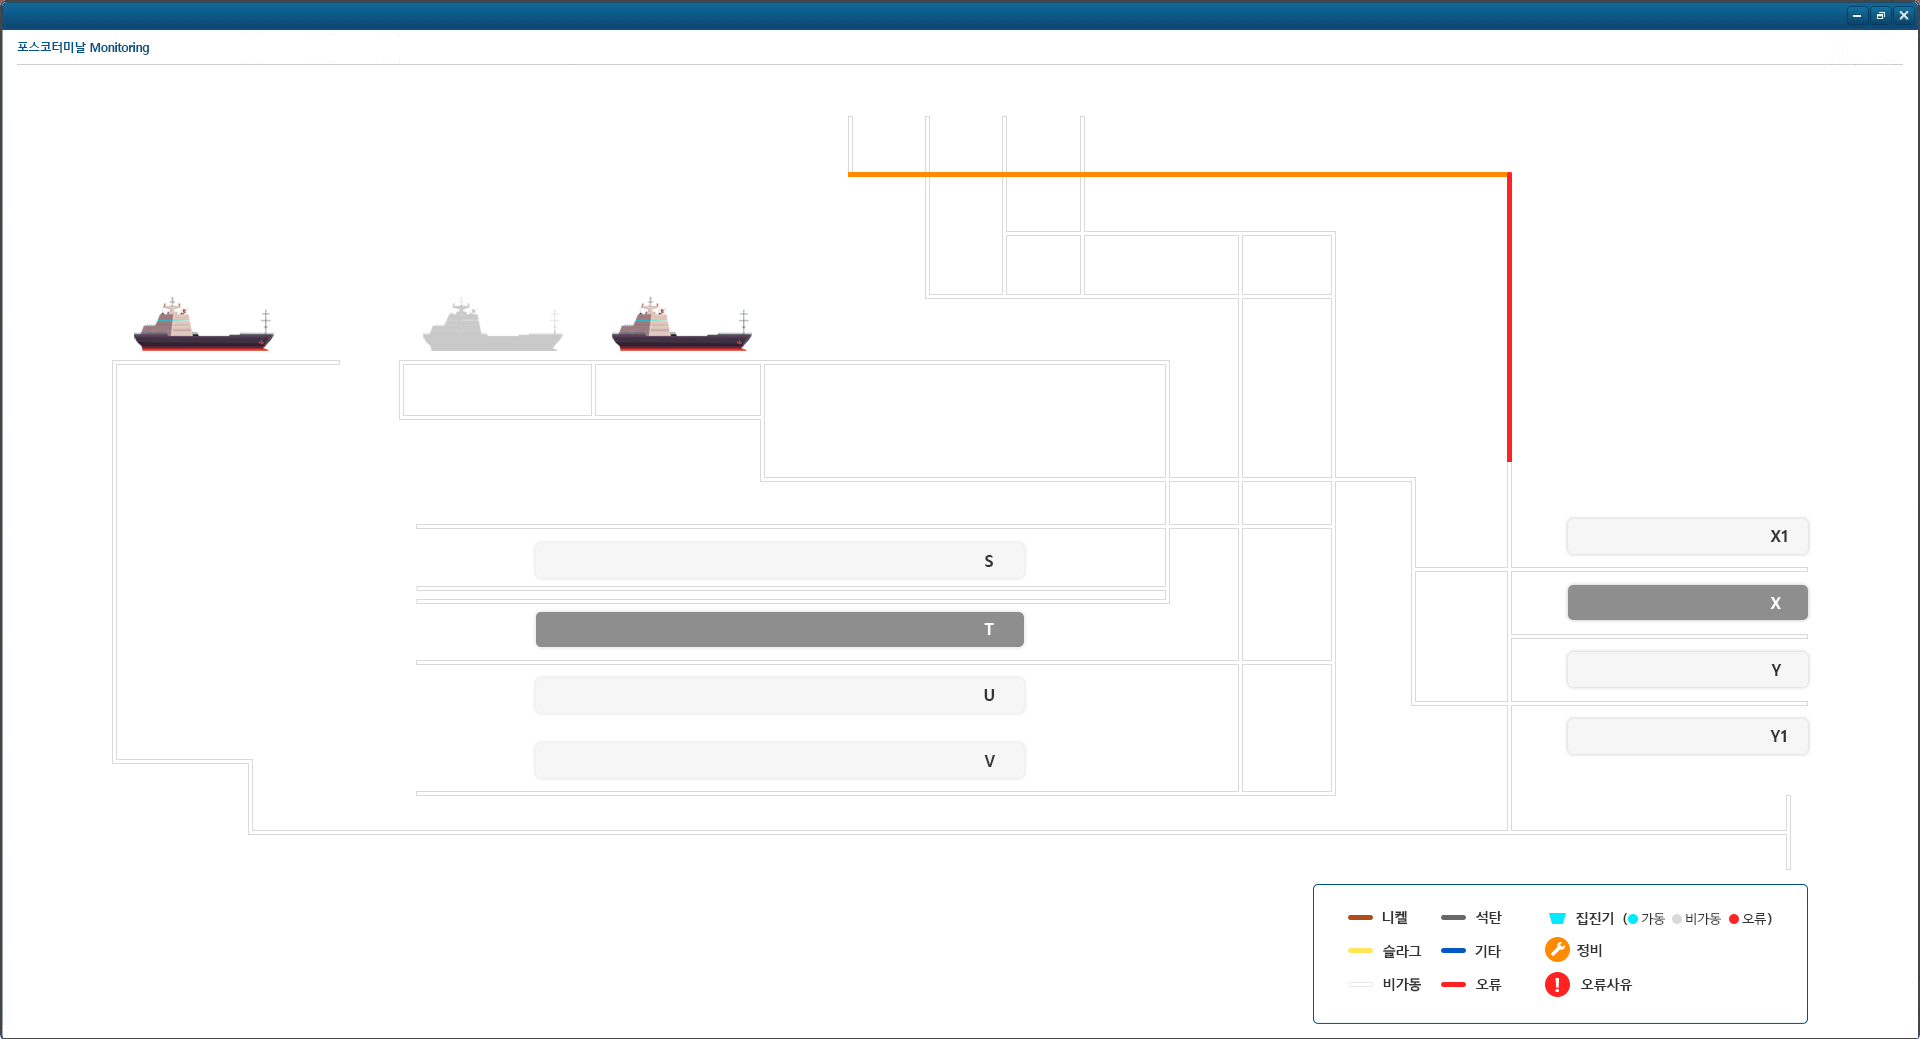 포스코터미날 Monitoring
X1
S
X
T
Y
U
Y1
V
니켈 석탄 집진기 (가동 비가동 오류)
슬라그 기타 정비
비가동 오류 오류사유